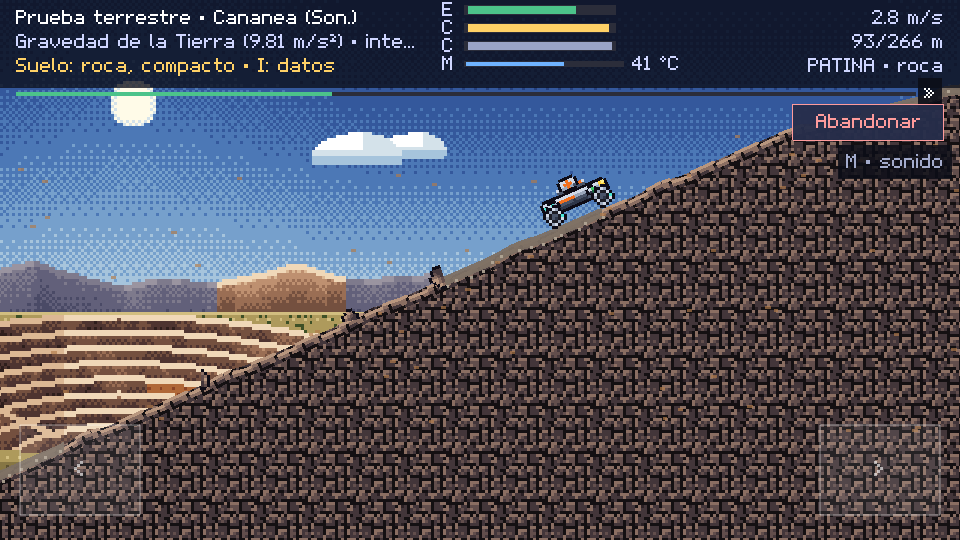 Prueba terrestre • Cananea (Son.)
Gravedad de la Tierra (9.81 m/s²) • inte...
Suelo: roca, compacto • I: datos
E
C
C
M 41 °C
2.8 m/s
93/266 m
PATINA • roca
»
Abandonar
M • sonido
‹ ›